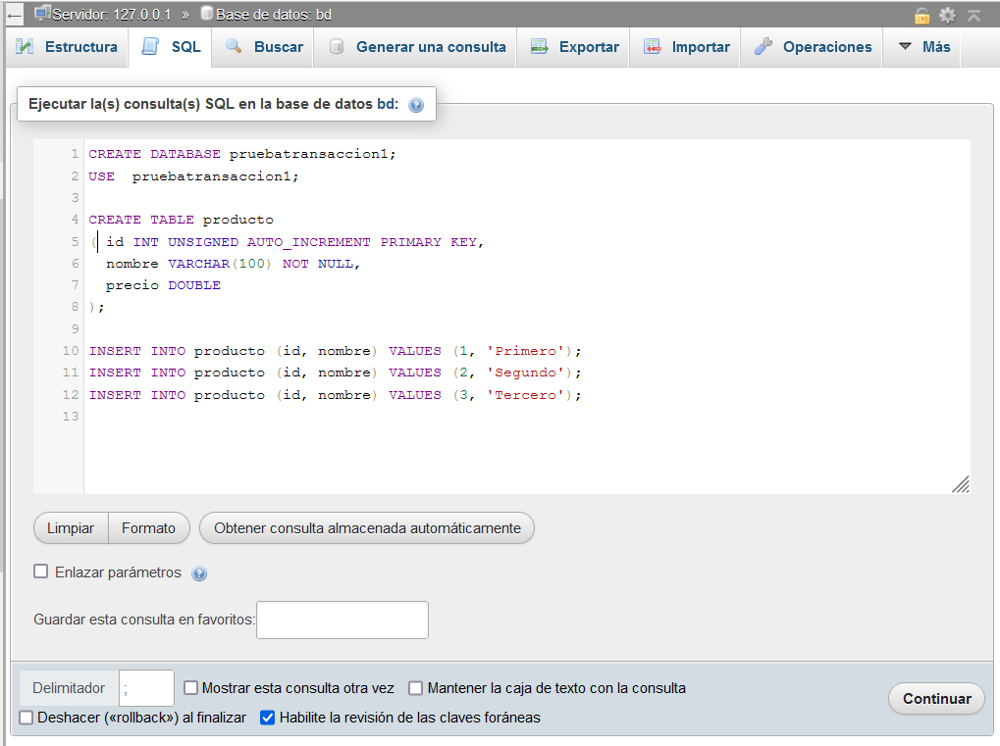 Servidor: 127.0.0.1 » Base de datos: bd
Estructura SQL Buscar Generar una consulta Exportar Importar Operaciones Más
Ejecutar la(s) consulta(s) SQL en la base de datos bd:
1 CREATE DATABASE pruebatransaccion1;
2 USE  pruebatransaccion1;
3
4 CREATE TABLE producto
5 ( id INT UNSIGNED AUTO_INCREMENT PRIMARY KEY,
6   nombre VARCHAR(100) NOT NULL,
7   precio DOUBLE
8 );
9
10 INSERT INTO producto (id, nombre) VALUES (1, 'Primero');
11 INSERT INTO producto (id, nombre) VALUES (2, 'Segundo');
12 INSERT INTO producto (id, nombre) VALUES (3, 'Tercero');
13
Limpiar Formato Obtener consulta almacenada automáticamente
Enlazar parámetros
Guardar esta consulta en favoritos:
Delimitador ; Mostrar esta consulta otra vez Mantener la caja de texto con la consulta
Continuar
Deshacer («rollback») al finalizar Habilite la revisión de las claves foráneas